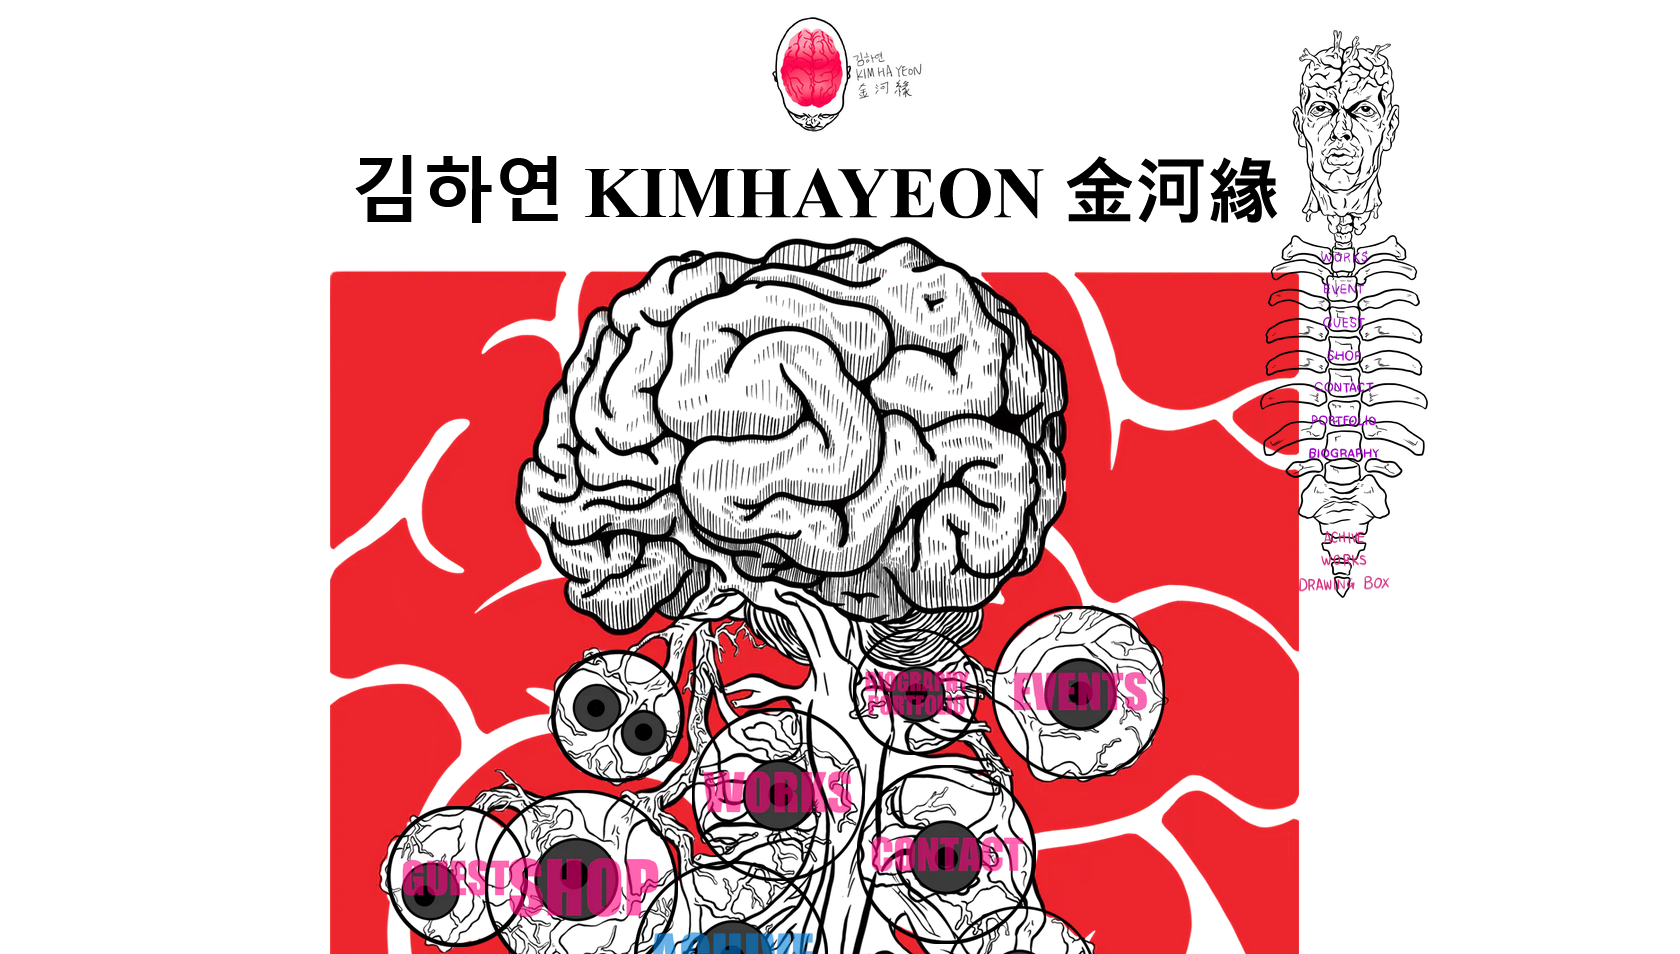 김하연
KIM HA YEON
金河緣
김하연 KIMHAYEON 金河緣
WORKS
EVENT
GUEST
SHOP
CONTACT
PORTFOLIO
BIOGRAPHY
ACHIVE
WORKS
DRAWING BOX
BIOGRAPHY
PORTFOLIO
EVENTS
WORKS
CONTACT
GUEST
SHOP
ACHIVE